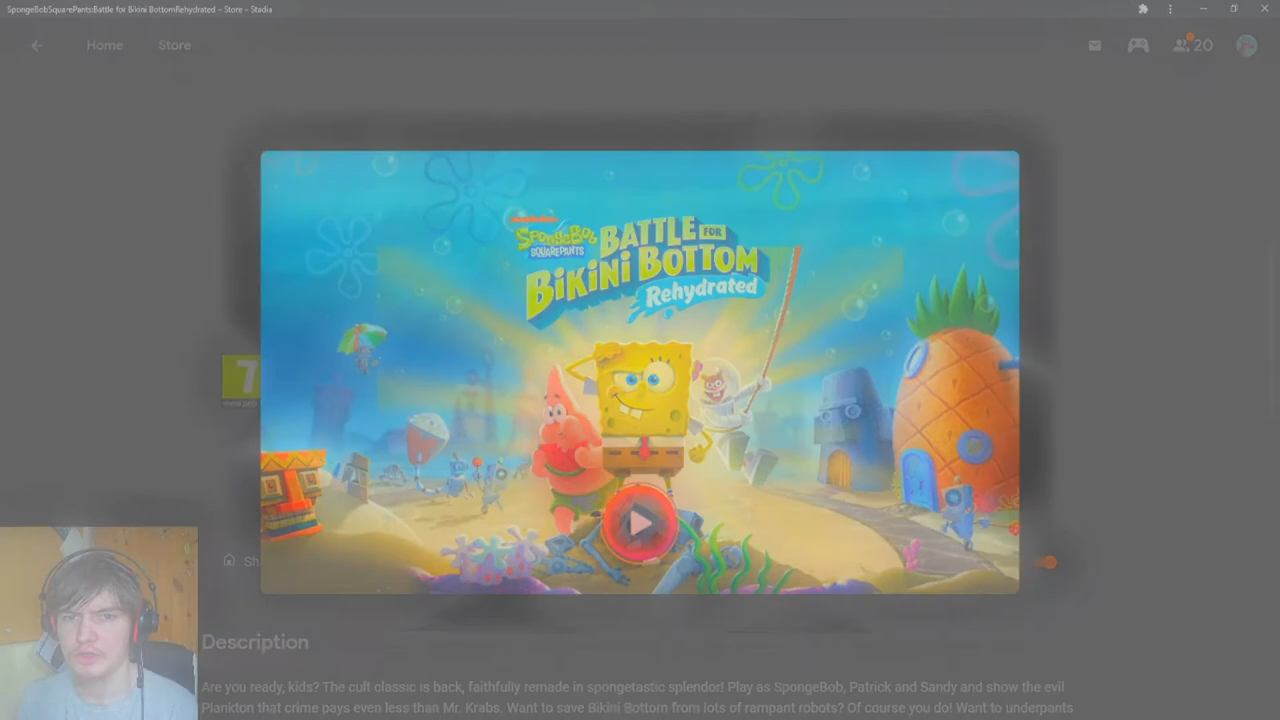 SpongeBobSquarePants:Battle for Bikini BottomRehydrated – Store – Stadia
Home
Store
20
SpongeBob
SQUAREPANTS
BATTLE FOR
BiKiNi BOTTOM
Rehydrated
7
Sh
Description
Are you ready, kids? The cult classic is back, faithfully remade in spongetastic splendor! Play as SpongeBob, Patrick and Sandy and show the evil
Plankton that crime pays even less than Mr. Krabs. Want to save Bikini Bottom from lots of rampant robots? Of course you do! Want to underpants